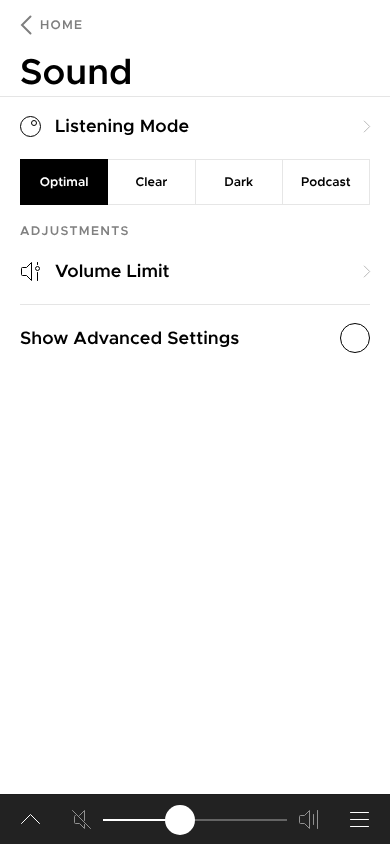 HOME
Sound
Listening Mode
Optimal Clear Dark Podcast
ADJUSTMENTS
Volume Limit
Show Advanced Settings